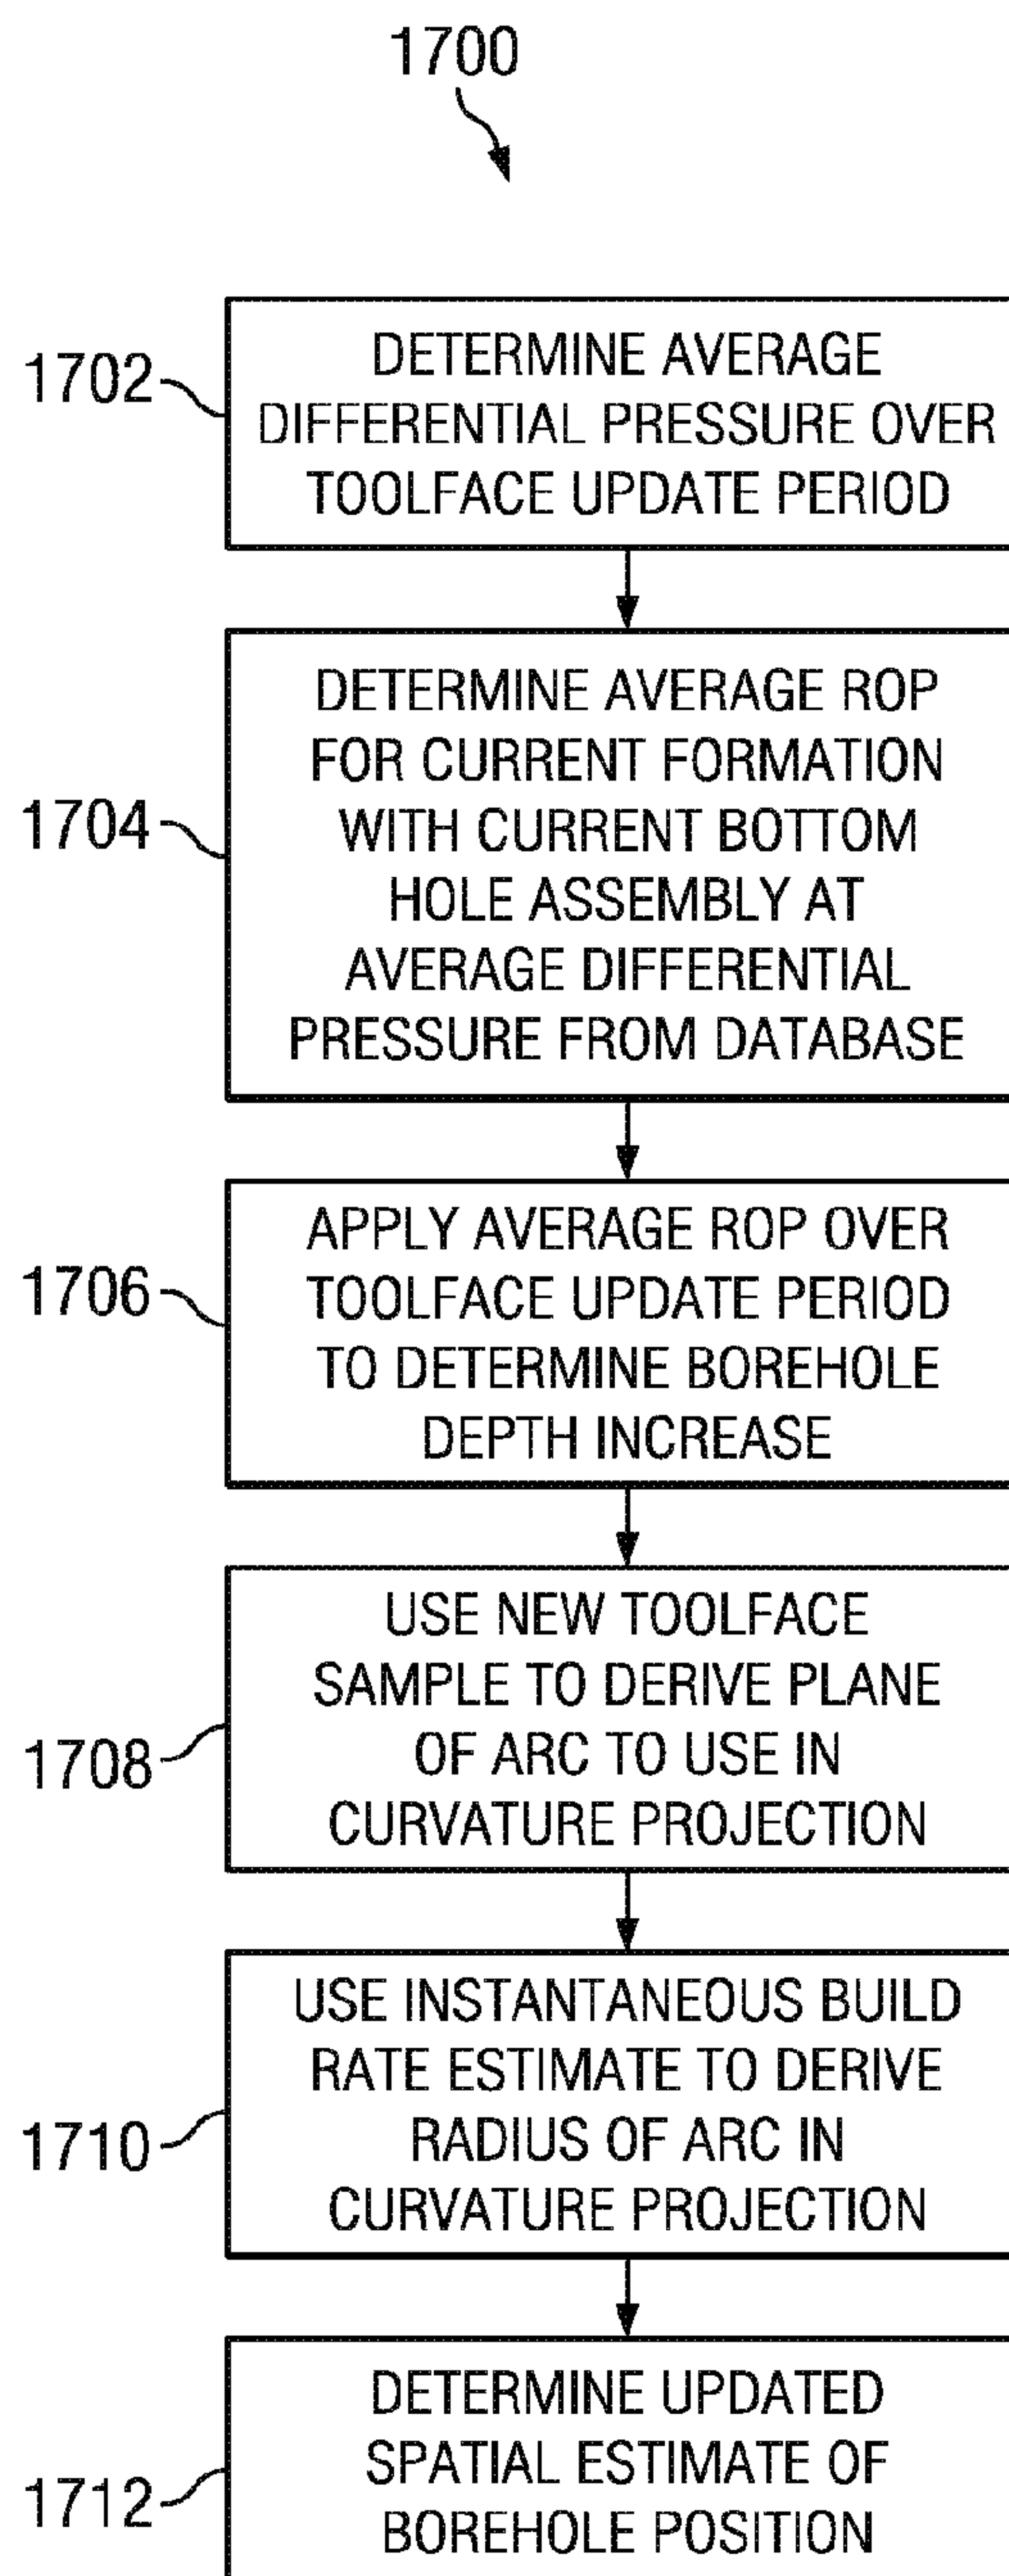 1700
1702
DETERMINE AVERAGE
DIFFERENTIAL PRESSURE OVER
TOOLFACE UPDATE PERIOD
1704
DETERMINE AVERAGE ROP
FOR CURRENT FORMATION
WITH CURRENT BOTTOM
HOLE ASSEMBLY AT
AVERAGE DIFFERENTIAL
PRESSURE FROM DATABASE
1706
APPLY AVERAGE ROP OVER
TOOLFACE UPDATE PERIOD
TO DETERMINE BOREHOLE
DEPTH INCREASE
1708
USE NEW TOOLFACE
SAMPLE TO DERIVE PLANE
OF ARC TO USE IN
CURVATURE PROJECTION
1710
USE INSTANTANEOUS BUILD
RATE ESTIMATE TO DERIVE
RADIUS OF ARC IN
CURVATURE PROJECTION
1712
DETERMINE UPDATED
SPATIAL ESTIMATE OF
BOREHOLE POSITION